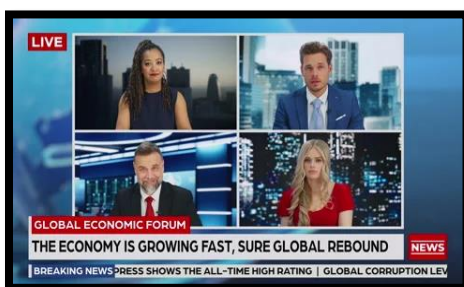 LIVE
GLOBAL ECONOMIC FORUM
THE ECONOMY IS GROWING FAST, SURE GLOBAL REBOUND
NEWS
BREAKING NEWS PRESS SHOWS THE ALL-TIME HIGH RATING | GLOBAL CORRUPTION LEV